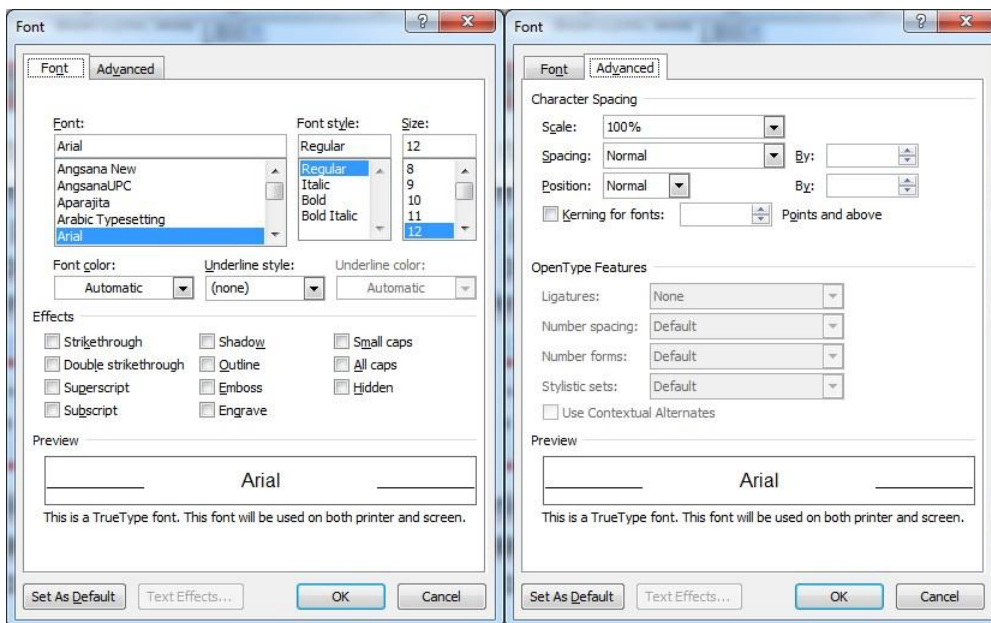 Font
Font Advanced
Font: Font style: Size:
Arial Regular 12
Angsana New Regular 8
AngsanaUPC Italic 9
Aparajita Bold 10
Arabic Typesetting Bold Italic 11
Arial 12
Font color: Underline style: Underline color:
Automatic (none) Automatic
Effects
Strikethrough Shadow Small caps
Double strikethrough Outline All caps
Superscript Emboss Hidden
Subscript Engrave
Preview
Arial
This is a TrueType font. This font will be used on both printer and screen.
Set As Default Text Effects... OK Cancel
Font
Font Advanced
Character Spacing
Scale: 100%
Spacing: Normal By:
Position: Normal By:
Kerning for fonts: Points and above
OpenType Features
Ligatures: None
Number spacing: Default
Number forms: Default
Stylistic sets: Default
Use Contextual Alternates
Preview
Arial
This is a TrueType font. This font will be used on both printer and screen.
Set As Default Text Effects... OK Cancel